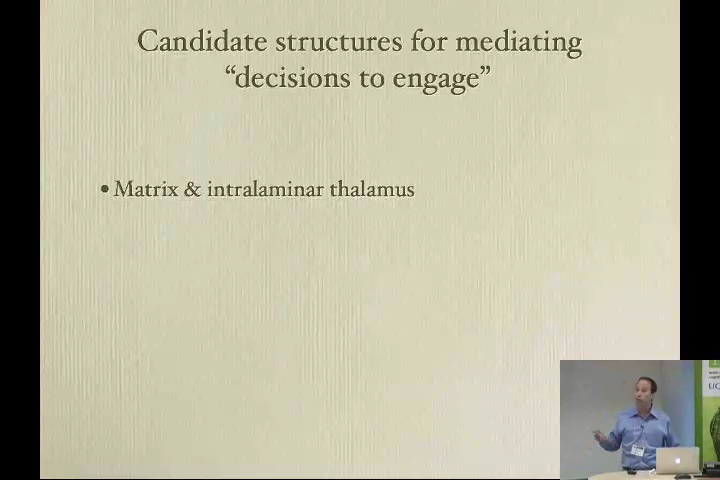 Candidate structures for mediating
“decisions to engage”
• Matrix & intralaminar thalamus